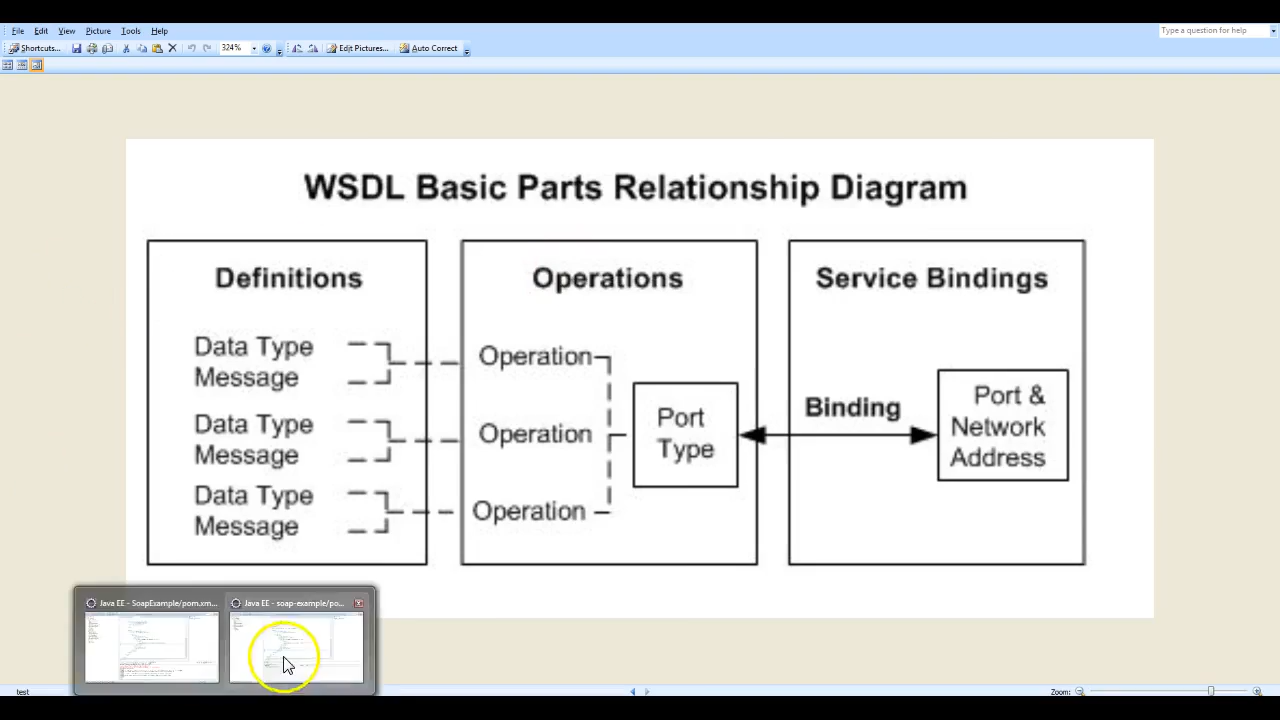 File Edit View Picture Tools Help
Type a question for help
Shortcuts... 324% Edit Pictures... Auto Correct
WSDL Basic Parts Relationship Diagram
Definitions
Data Type
Message
Data Type
Message
Data Type
Message
Operations
Operation
Operation
Operation
Port
Type
Service Bindings
Binding
Port &
Network
Address
Java EE - SoapExample/pom.xm...
Java EE - soap-example/po...
test
Zoom: